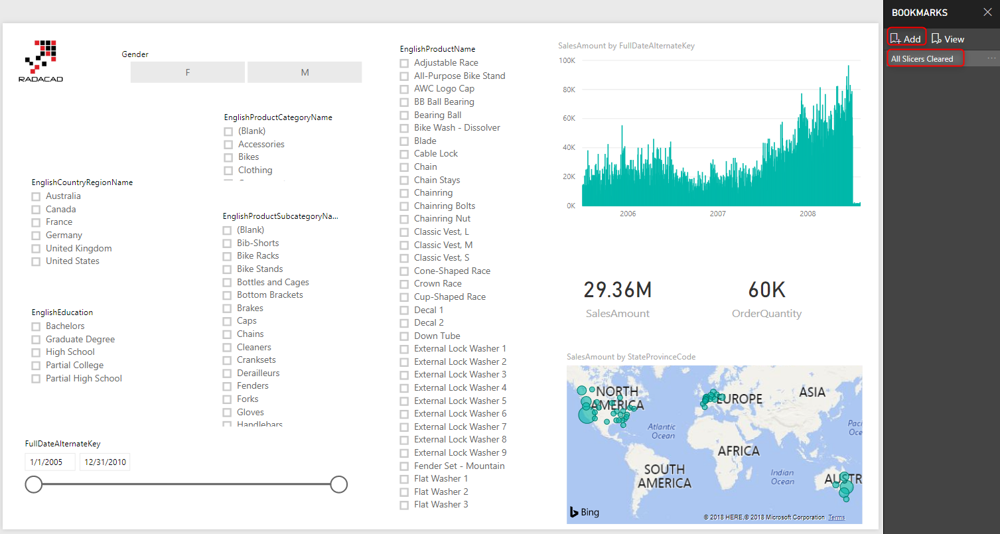 BOOKMARKS
Add
View
All Slicers Cleared
RADACAD
Gender
F
M
EnglishProductCategoryName
(Blank)
Accessories
Bikes
Clothing
EnglishCountryRegionName
Australia
Canada
France
Germany
United Kingdom
United States
EnglishProductSubcategoryNa...
(Blank)
Bib-Shorts
Bike Racks
Bike Stands
Bottles and Cages
Bottom Brackets
Brakes
Caps
Chains
Cleaners
Cranksets
Derailleurs
Fenders
Forks
Gloves
Handlebars
EnglishEducation
Bachelors
Graduate Degree
High School
Partial College
Partial High School
FullDateAlternateKey
1/1/2005
12/31/2010
EnglishProductName
Adjustable Race
All-Purpose Bike Stand
AWC Logo Cap
BB Ball Bearing
Bearing Ball
Bike Wash - Dissolver
Blade
Cable Lock
Chain
Chain Stays
Chainring
Chainring Bolts
Chainring Nut
Classic Vest, L
Classic Vest, M
Classic Vest, S
Cone-Shaped Race
Crown Race
Cup-Shaped Race
Decal 1
Decal 2
Down Tube
External Lock Washer 1
External Lock Washer 2
External Lock Washer 3
External Lock Washer 4
External Lock Washer 5
External Lock Washer 6
External Lock Washer 7
External Lock Washer 8
External Lock Washer 9
Fender Set - Mountain
Flat Washer 1
Flat Washer 2
Flat Washer 3
SalesAmount by FullDateAlternateKey
100K
80K
60K
40K
20K
0K
2006
2007
2008
29.36M
SalesAmount
60K
OrderQuantity
SalesAmount by StateProvinceCode
NORTH
AMERICA
EUROPE
ASIA
Atlantic
Ocean
Paci
Oce
AFRICA
SOUTH
AMERICA
Indian
Ocean
AUSTR
Bing
© 2018 HERE,© 2018 Microsoft Corporation
Terms